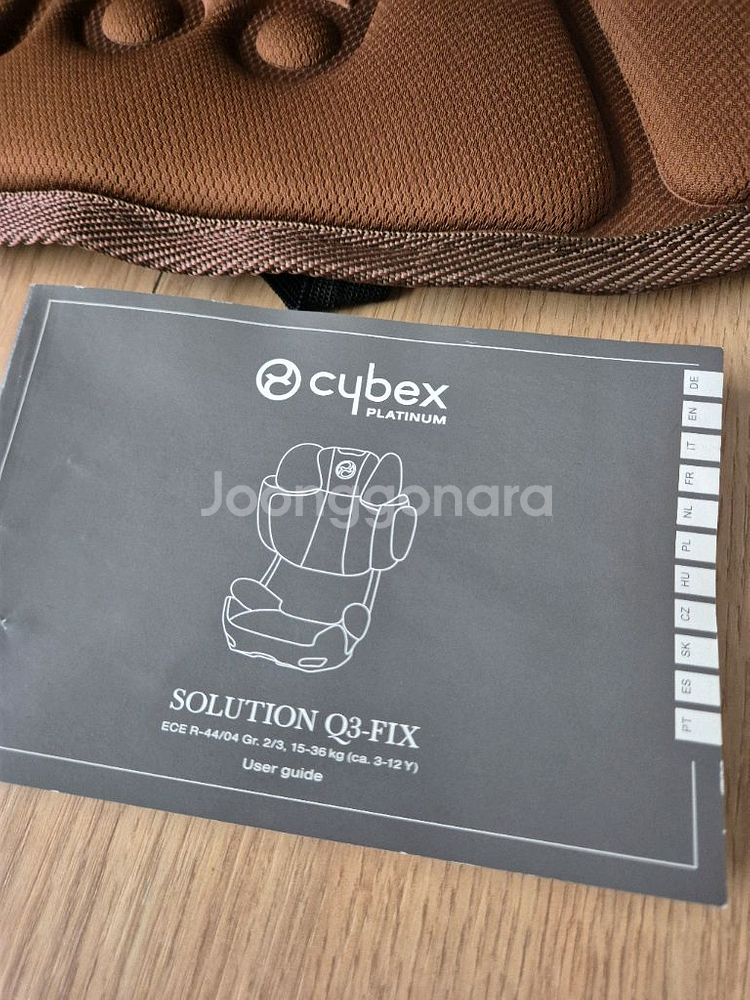 cybex
PLATINUM
Joonggonara
SOLUTION Q3-FIX
ECE R-44/04 Gr. 2/3, 15-36 kg (ca. 3-12 Y)
User guide
DE
EN
IT
FR
NL
PL
HU
CZ
SK
ES
PT